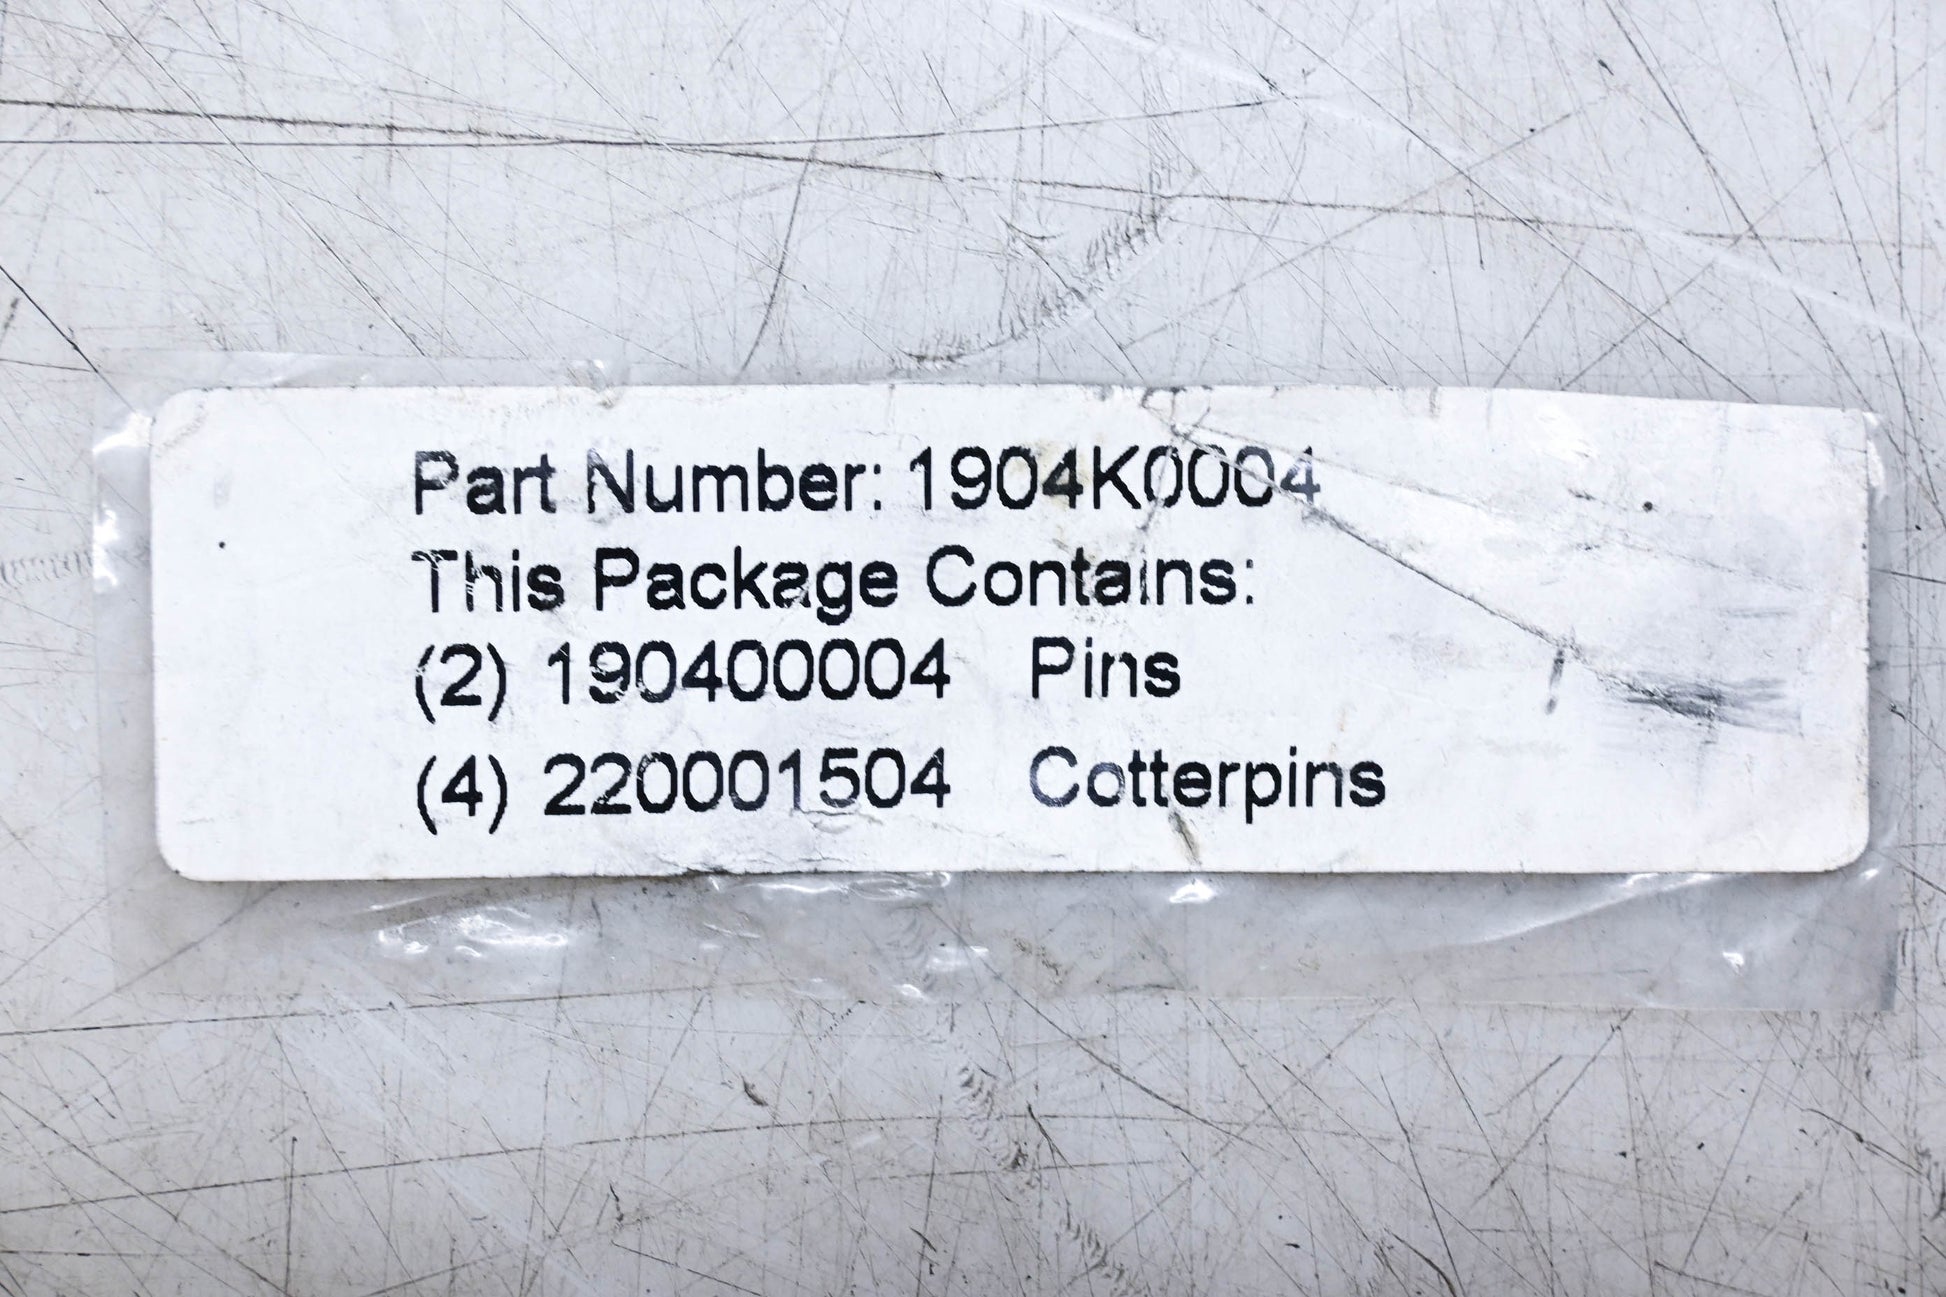 Part Number: 1904K0004
This Package Contains:
(2) 190400004 Pins
(4) 220001504 Cotterpins